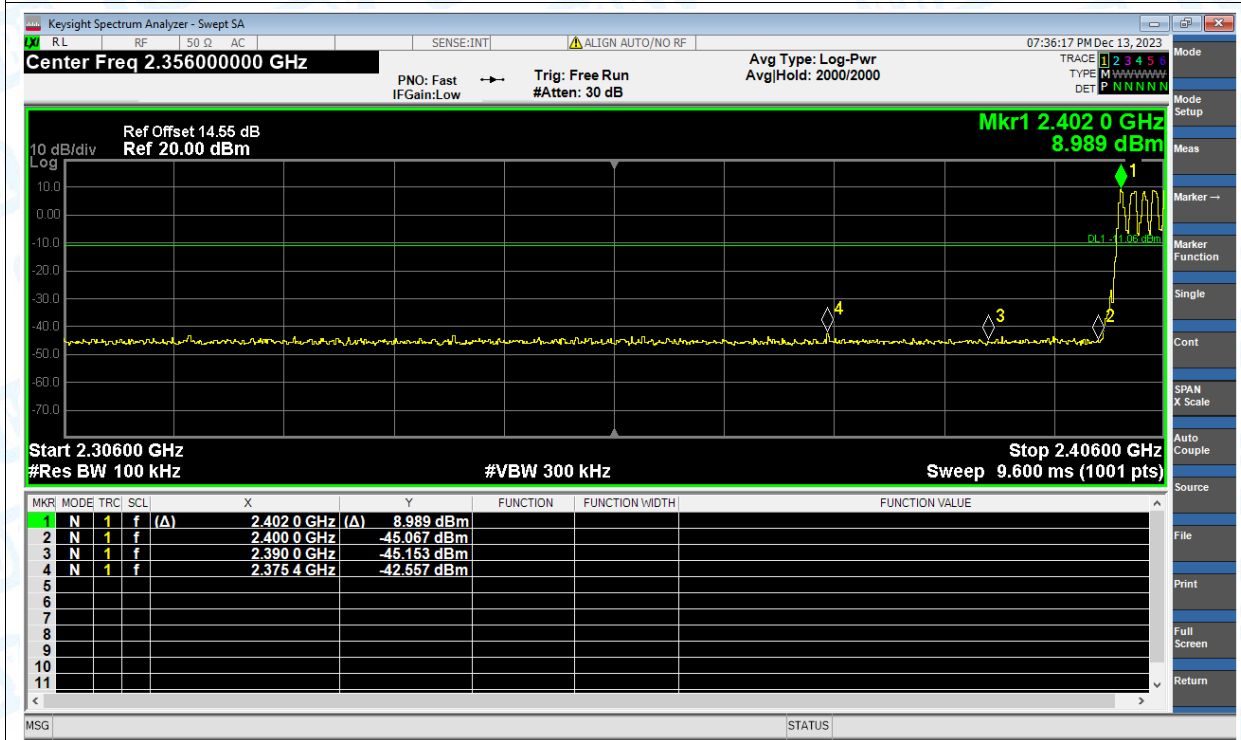 Keysight Spectrum Analyzer - Swept SA
LXI RL RF 50 Ω AC SENSE:INT ALIGN AUTO/NO RF 07:36:17 PM Dec 13, 2023
Center Freq 2.356000000 GHz
PNO: Fast
IFGain:Low
Trig: Free Run
#Atten: 30 dB
Avg Type: Log-Pwr
Avg|Hold: 2000/2000
TRACE 1 2 3 4 5 6
TYPE M WWWWW
DET P N N N N N
Mkr1 2.402 0 GHz
8.989 dBm
Ref Offset 14.55 dB
10 dB/div Ref 20.00 dBm
Log
10.0
0.00
-10.0
-20.0
-30.0
-40.0
-50.0
-60.0
-70.0
1
DL1 -11.06 dBm
4
3
2
Start 2.30600 GHz Stop 2.40600 GHz
#Res BW 100 kHz #VBW 300 kHz Sweep 9.600 ms (1001 pts)
MKR MODE TRC SCL X Y FUNCTION FUNCTION WIDTH FUNCTION VALUE
1 N 1 f (Δ) 2.402 0 GHz (Δ) 8.989 dBm
2 N 1 f 2.400 0 GHz -45.067 dBm
3 N 1 f 2.390 0 GHz -45.153 dBm
4 N 1 f 2.375 4 GHz -42.557 dBm
5
6
7
8
9
10
11
MSG STATUS
Mode
Mode
Setup
Meas
Marker →
Marker
Function
Single
Cont
SPAN
X Scale
Auto
Couple
Source
File
Print
Full
Screen
Return